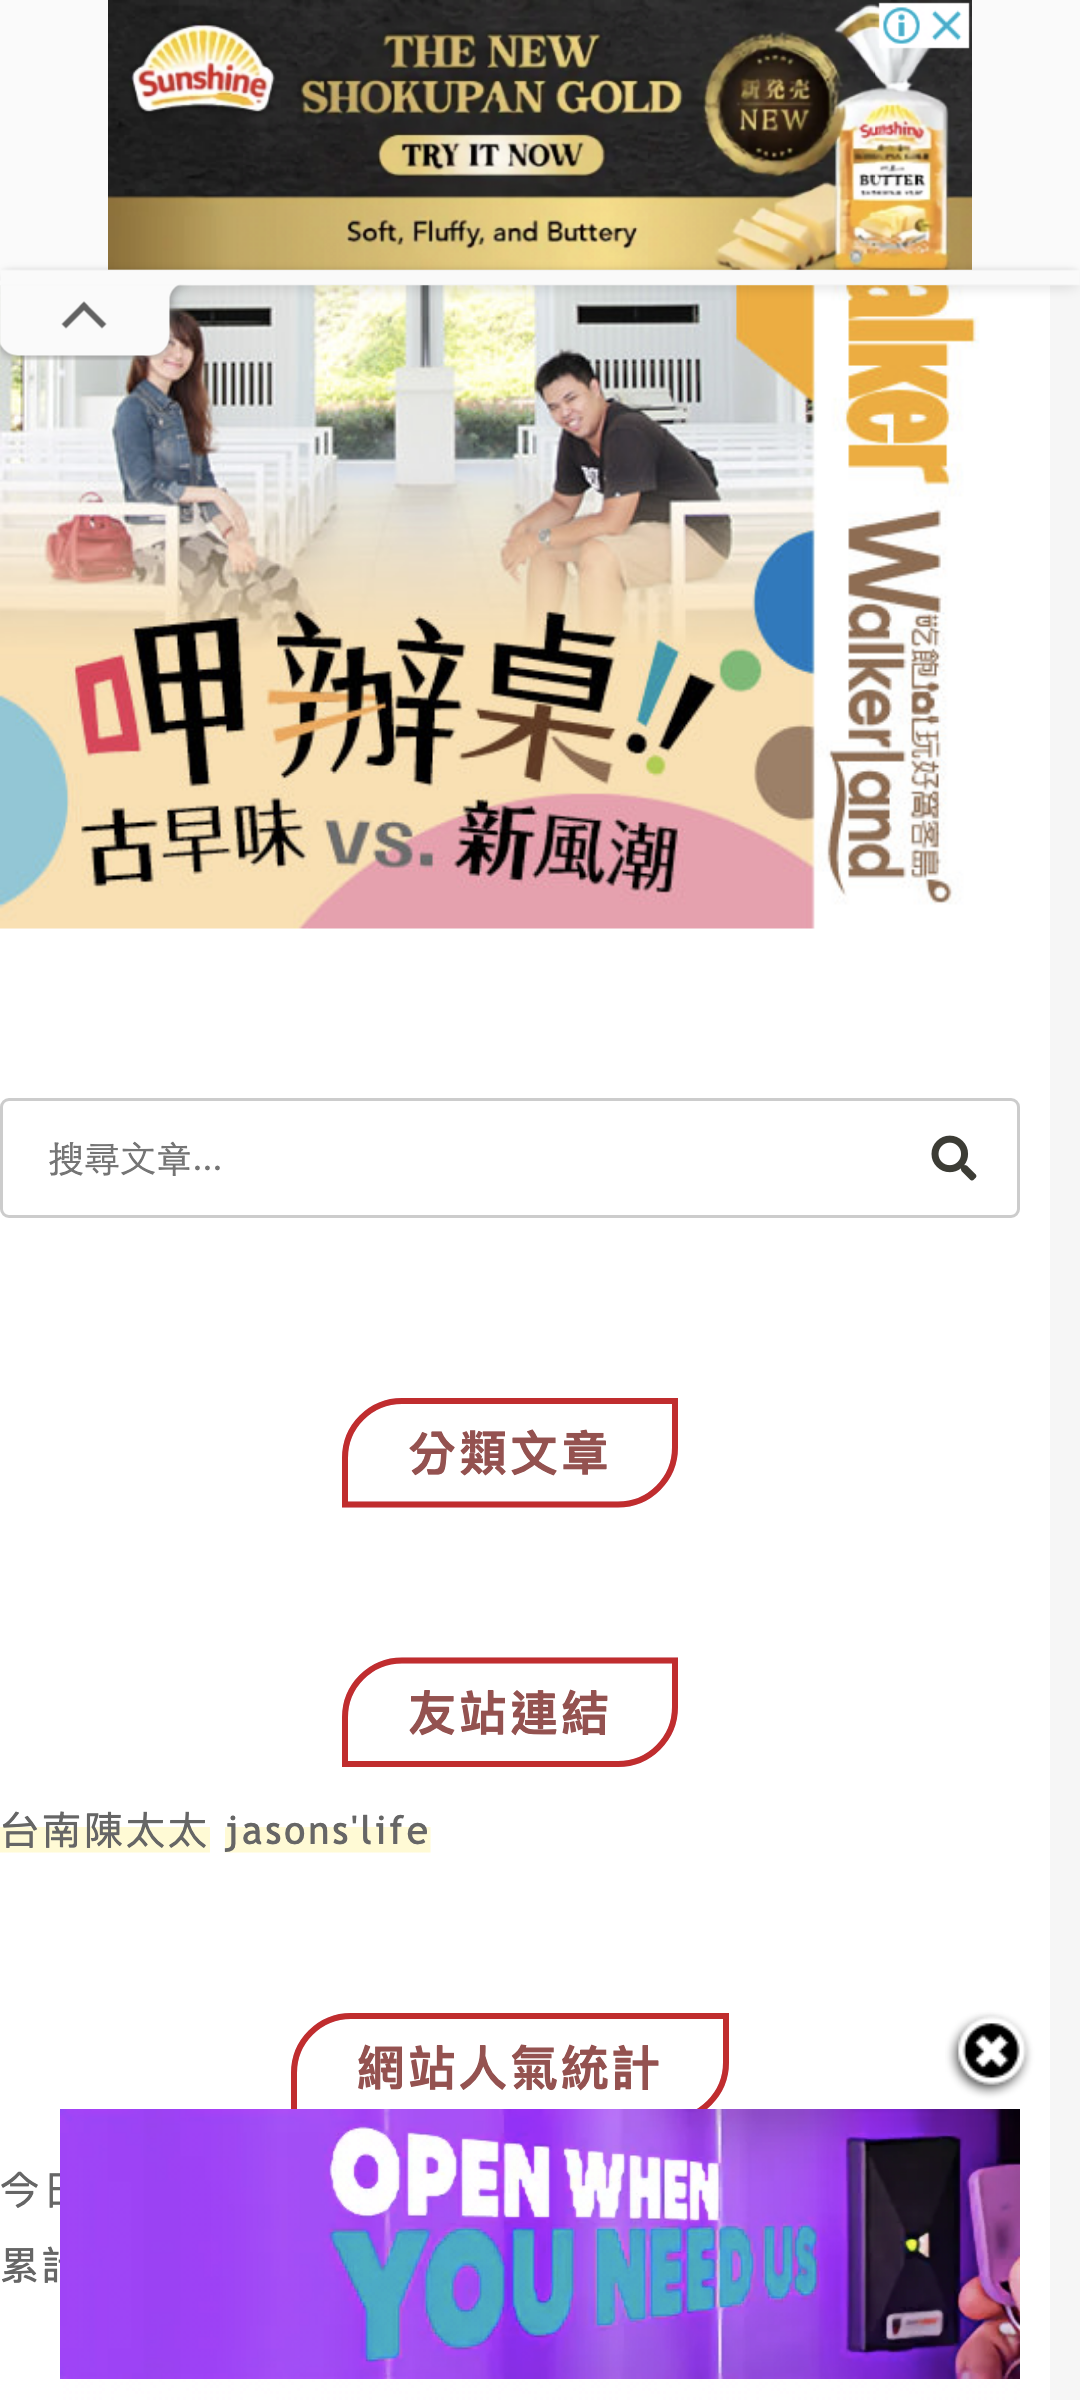 Sunshine
THE NEW
SHOKUPAN GOLD
TRY IT NOW
Soft, Fluffy, and Buttery
新発売
NEW
Sunshine
BUTTER
alker
Walkerland
吃飽 玩好窩客島
呷辦桌!!
古早味 vs. 新風潮
搜尋文章...
分類文章
友站連結
台南陳太太 jasons'life
網站人氣統計
今日
累計
OPEN WHEN
YOU NEED US